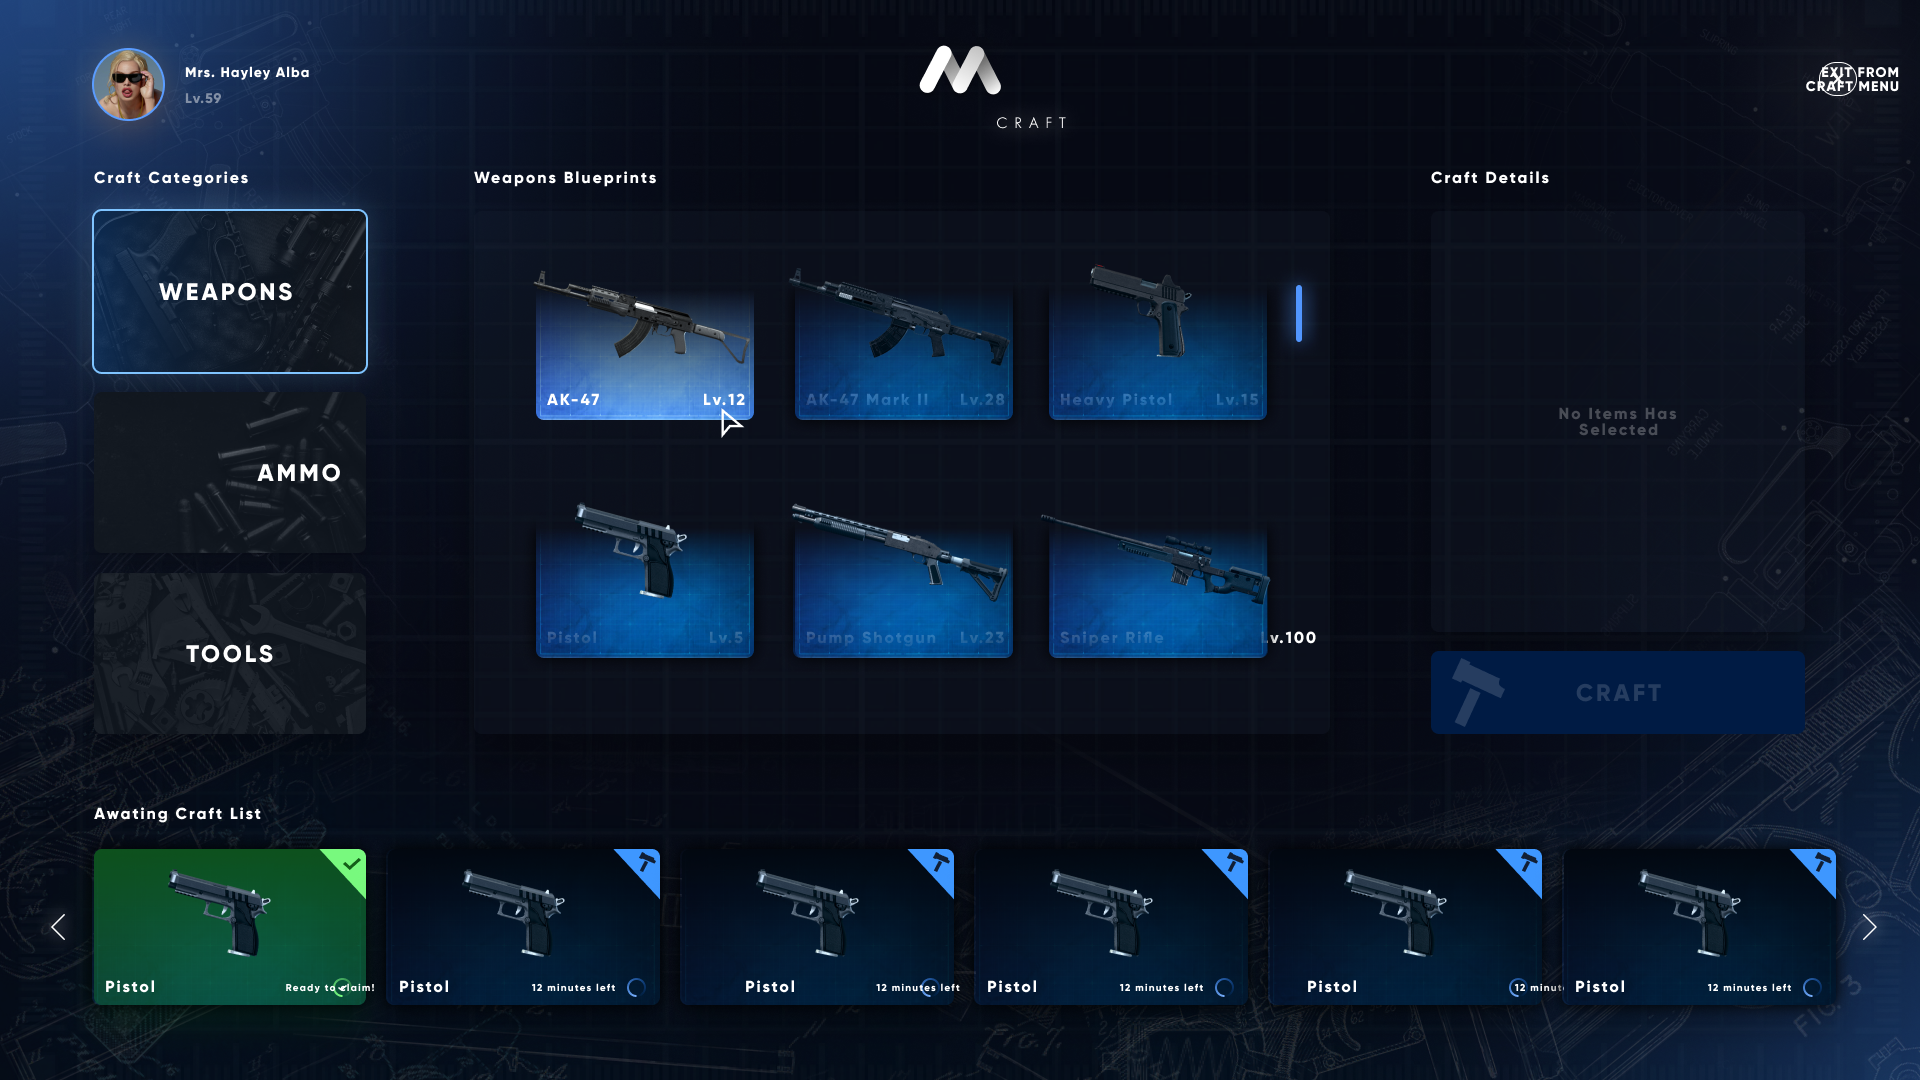 Mrs. Hayley Alba
Lv.59
CRAFT
EXIT FROM
CRAFT MENU
Craft Categories
WEAPONS
AMMO
TOOLS
Weapons Blueprints
AK-47 Lv.12
AK-47 Mark II Lv.28
Heavy Pistol Lv.15
Pistol Lv.5
Pump Shotgun Lv.23
Sniper Rifle Lv.100
Craft Details
No Items Has
Selected
CRAFT
Awating Craft List
Pistol Ready to claim!
Pistol 12 minutes left
Pistol 12 minutes left
Pistol 12 minutes left
Pistol 12 minut
Pistol 12 minutes left